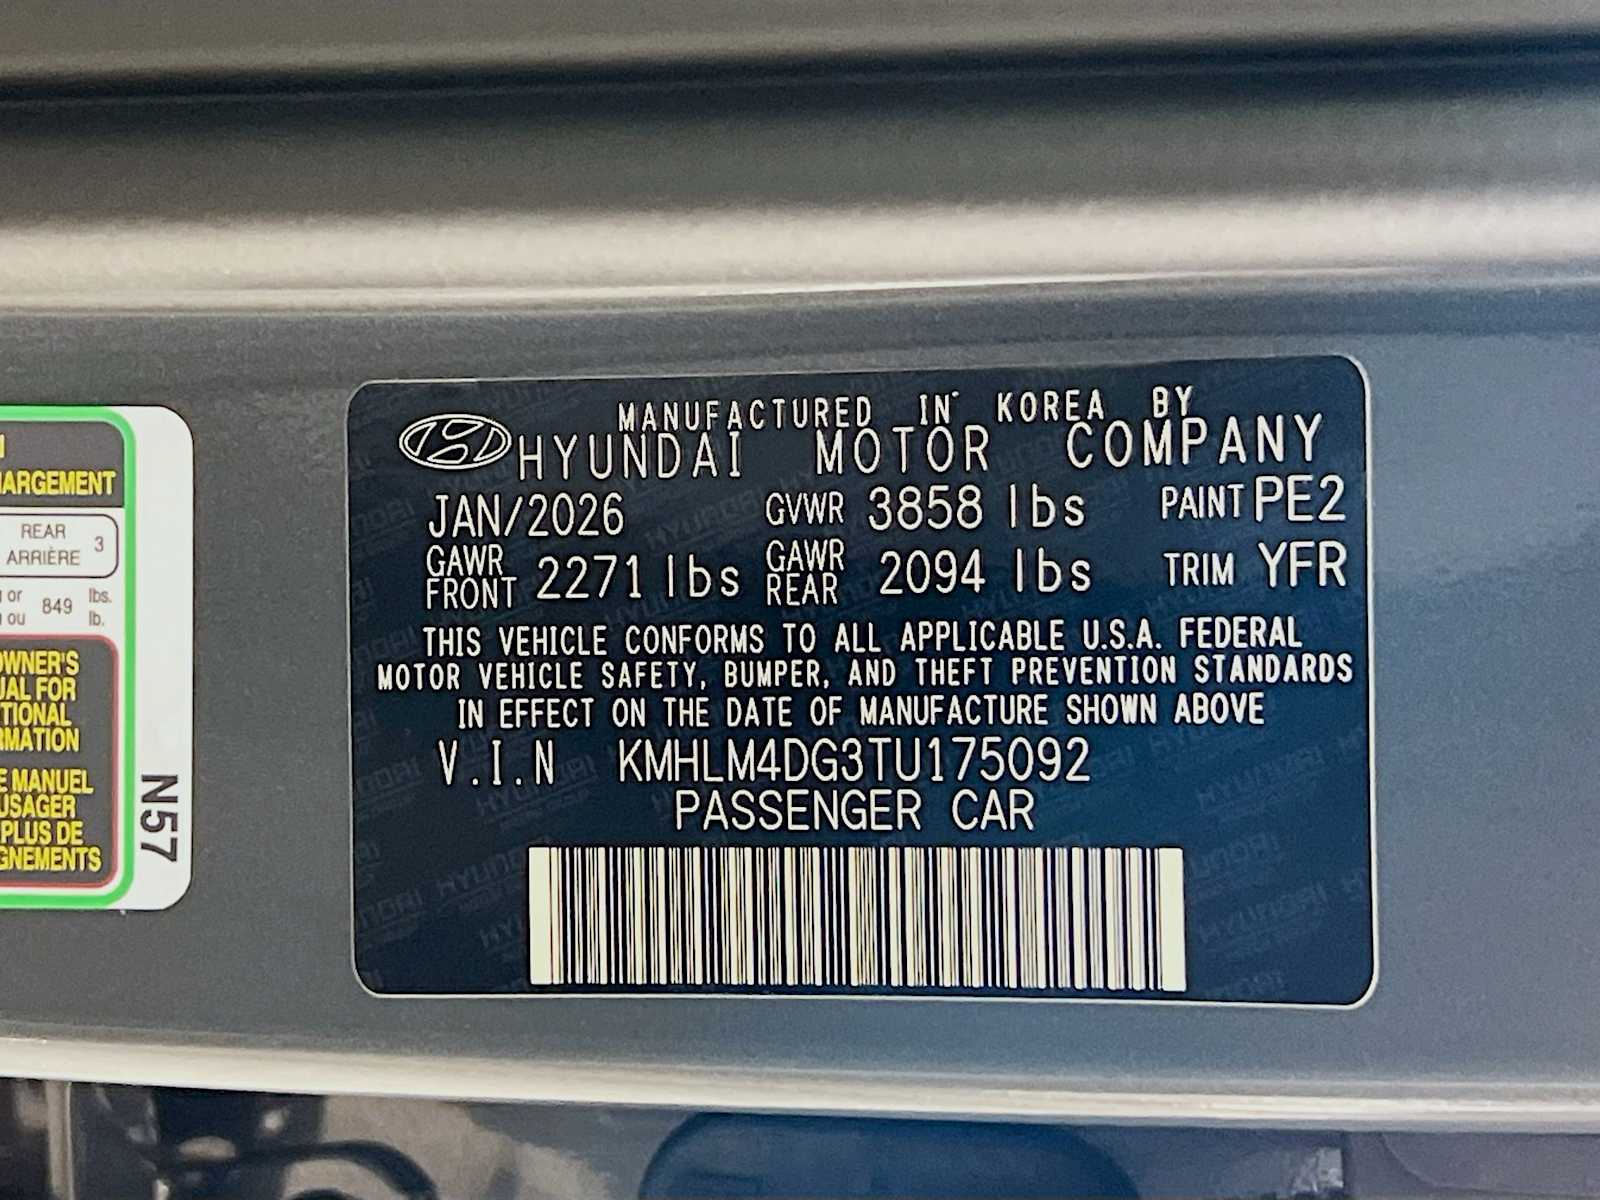 HARGEMENT
REAR
ARRIÈRE 3
or 849 lbs.
ou lb.
OWNER'S
UAL FOR
TIONAL
RMATION
E MANUEL
USAGER
PLUS DE
GNEMENTS
N57
MANUFACTURED IN KOREA BY
HYUNDAI MOTOR COMPANY
JAN/2026 GVWR 3858 lbs PAINT PE2
GAWR FRONT 2271 lbs GAWR REAR 2094 lbs TRIM YFR
THIS VEHICLE CONFORMS TO ALL APPLICABLE U.S.A. FEDERAL
MOTOR VEHICLE SAFETY, BUMPER, AND THEFT PREVENTION STANDARDS
IN EFFECT ON THE DATE OF MANUFACTURE SHOWN ABOVE
V.I.N KMHLM4DG3TU175092
PASSENGER CAR